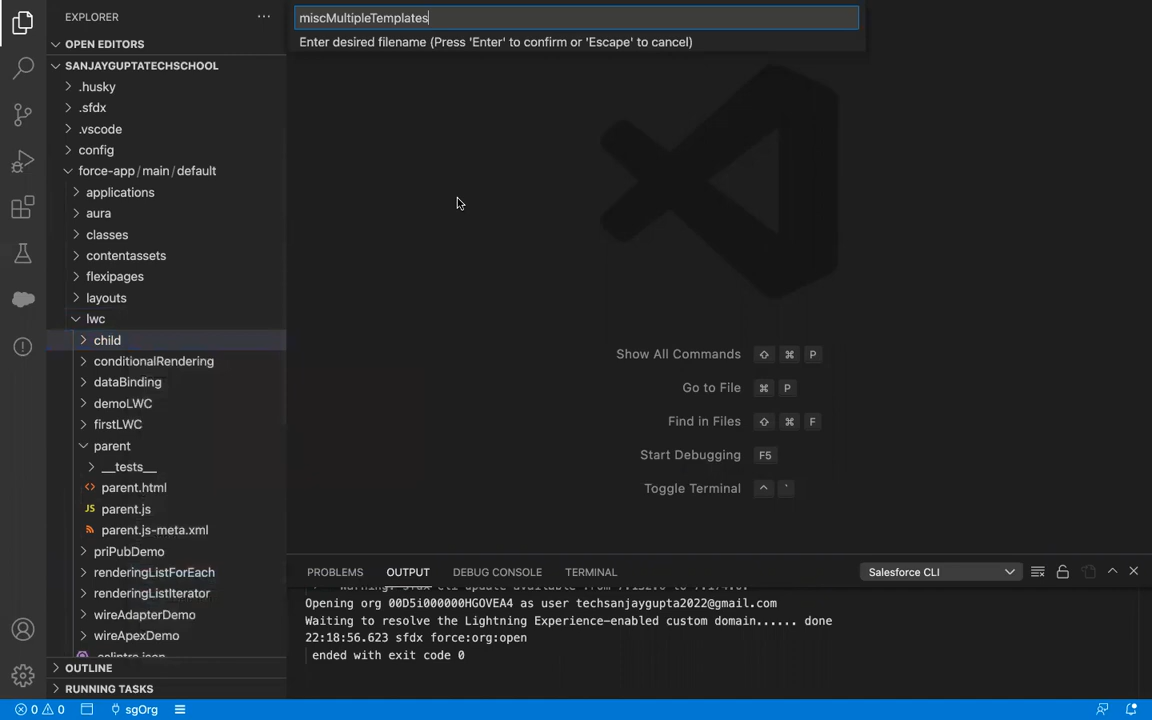 EXPLORER
miscMultipleTemplates
Enter desired filename (Press 'Enter' to confirm or 'Escape' to cancel)
OPEN EDITORS
SANJAYGUPTATECHSCHOOL
.husky
.sfdx
.vscode
config
force-app / main / default
applications
aura
classes
contentassets
flexipages
layouts
lwc
child
conditionalRendering
dataBinding
demoLWC
firstLWC
parent
__tests__
parent.html
JS parent.js
parent.js-meta.xml
priPubDemo
renderingListForEach
renderingListIterator
wireAdapterDemo
wireApexDemo
OUTLINE
RUNNING TASKS
Show All Commands ⇧ ⌘ P
Go to File ⌘ P
Find in Files ⇧ ⌘ F
Start Debugging F5
Toggle Terminal ^ `
PROBLEMS OUTPUT DEBUG CONSOLE TERMINAL Salesforce CLI
Opening org 00D5i000000HGOVEA4 as user techsanjaygupta2022@gmail.com
Waiting to resolve the Lightning Experience-enabled custom domain...... done
22:18:56.623 sfdx force:org:open
ended with exit code 0
0 0 sgOrg